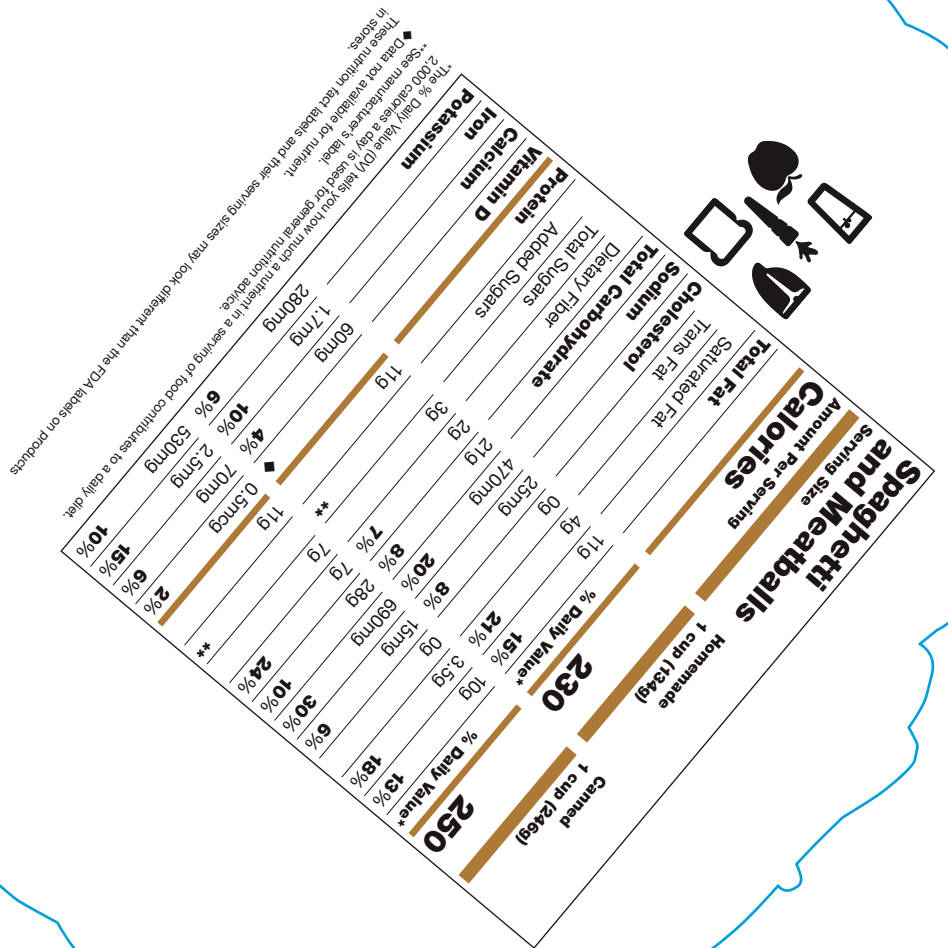 Spaghetti
and Meatballs
Homemade Canned
Serving Size 1 cup (134g) 1 cup (246g)
Amount Per Serving
Calories 230 250
% Daily Value* % Daily Value*
Total Fat 11g 15% 10g 13%
Saturated Fat 4g 21% 3.5g 18%
Trans Fat 0g 0g
Cholesterol 25mg 8% 15mg 6%
Sodium 470mg 20% 690mg 30%
Total Carbohydrate 21g 8% 28g 10%
Dietary Fiber 2g 7% 7g 24%
Total Sugars 3g 7g
Added Sugars ** **
Protein 11g 11g
Vitamin D ◆ 0.5mcg 2%
Calcium 60mg 4% 70mg 6%
Iron 1.7mg 10% 2.5mg 15%
Potassium 280mg 6% 530mg 10%
*The % Daily Value (DV) tells you how much a nutrient in a serving of food contributes to a daily diet.
2,000 calories a day is used for general nutrition advice.
**See manufacturer's label.
◆ Data not available for nutrient.
These nutrition fact labels and their serving sizes may look different than the FDA labels on products
in stores.